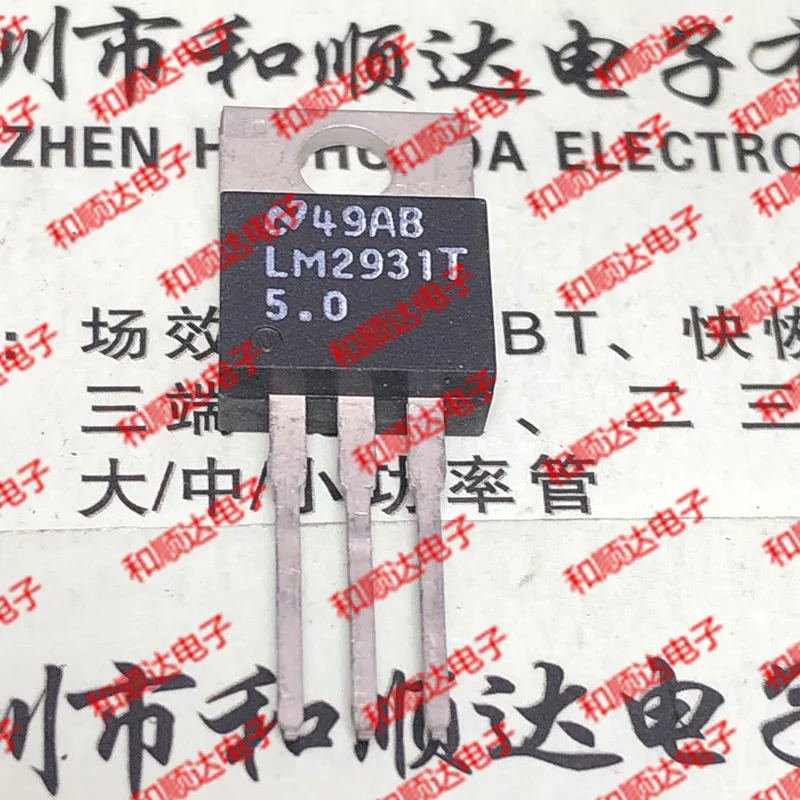 圳市和顺达电子有
ZHEN H
DA ELECTRO
49AB
LM2931T
5.0
场效
BT、快恢
三端
、二三
大/中/小功率管
圳市和顺达电子
和顺达电子